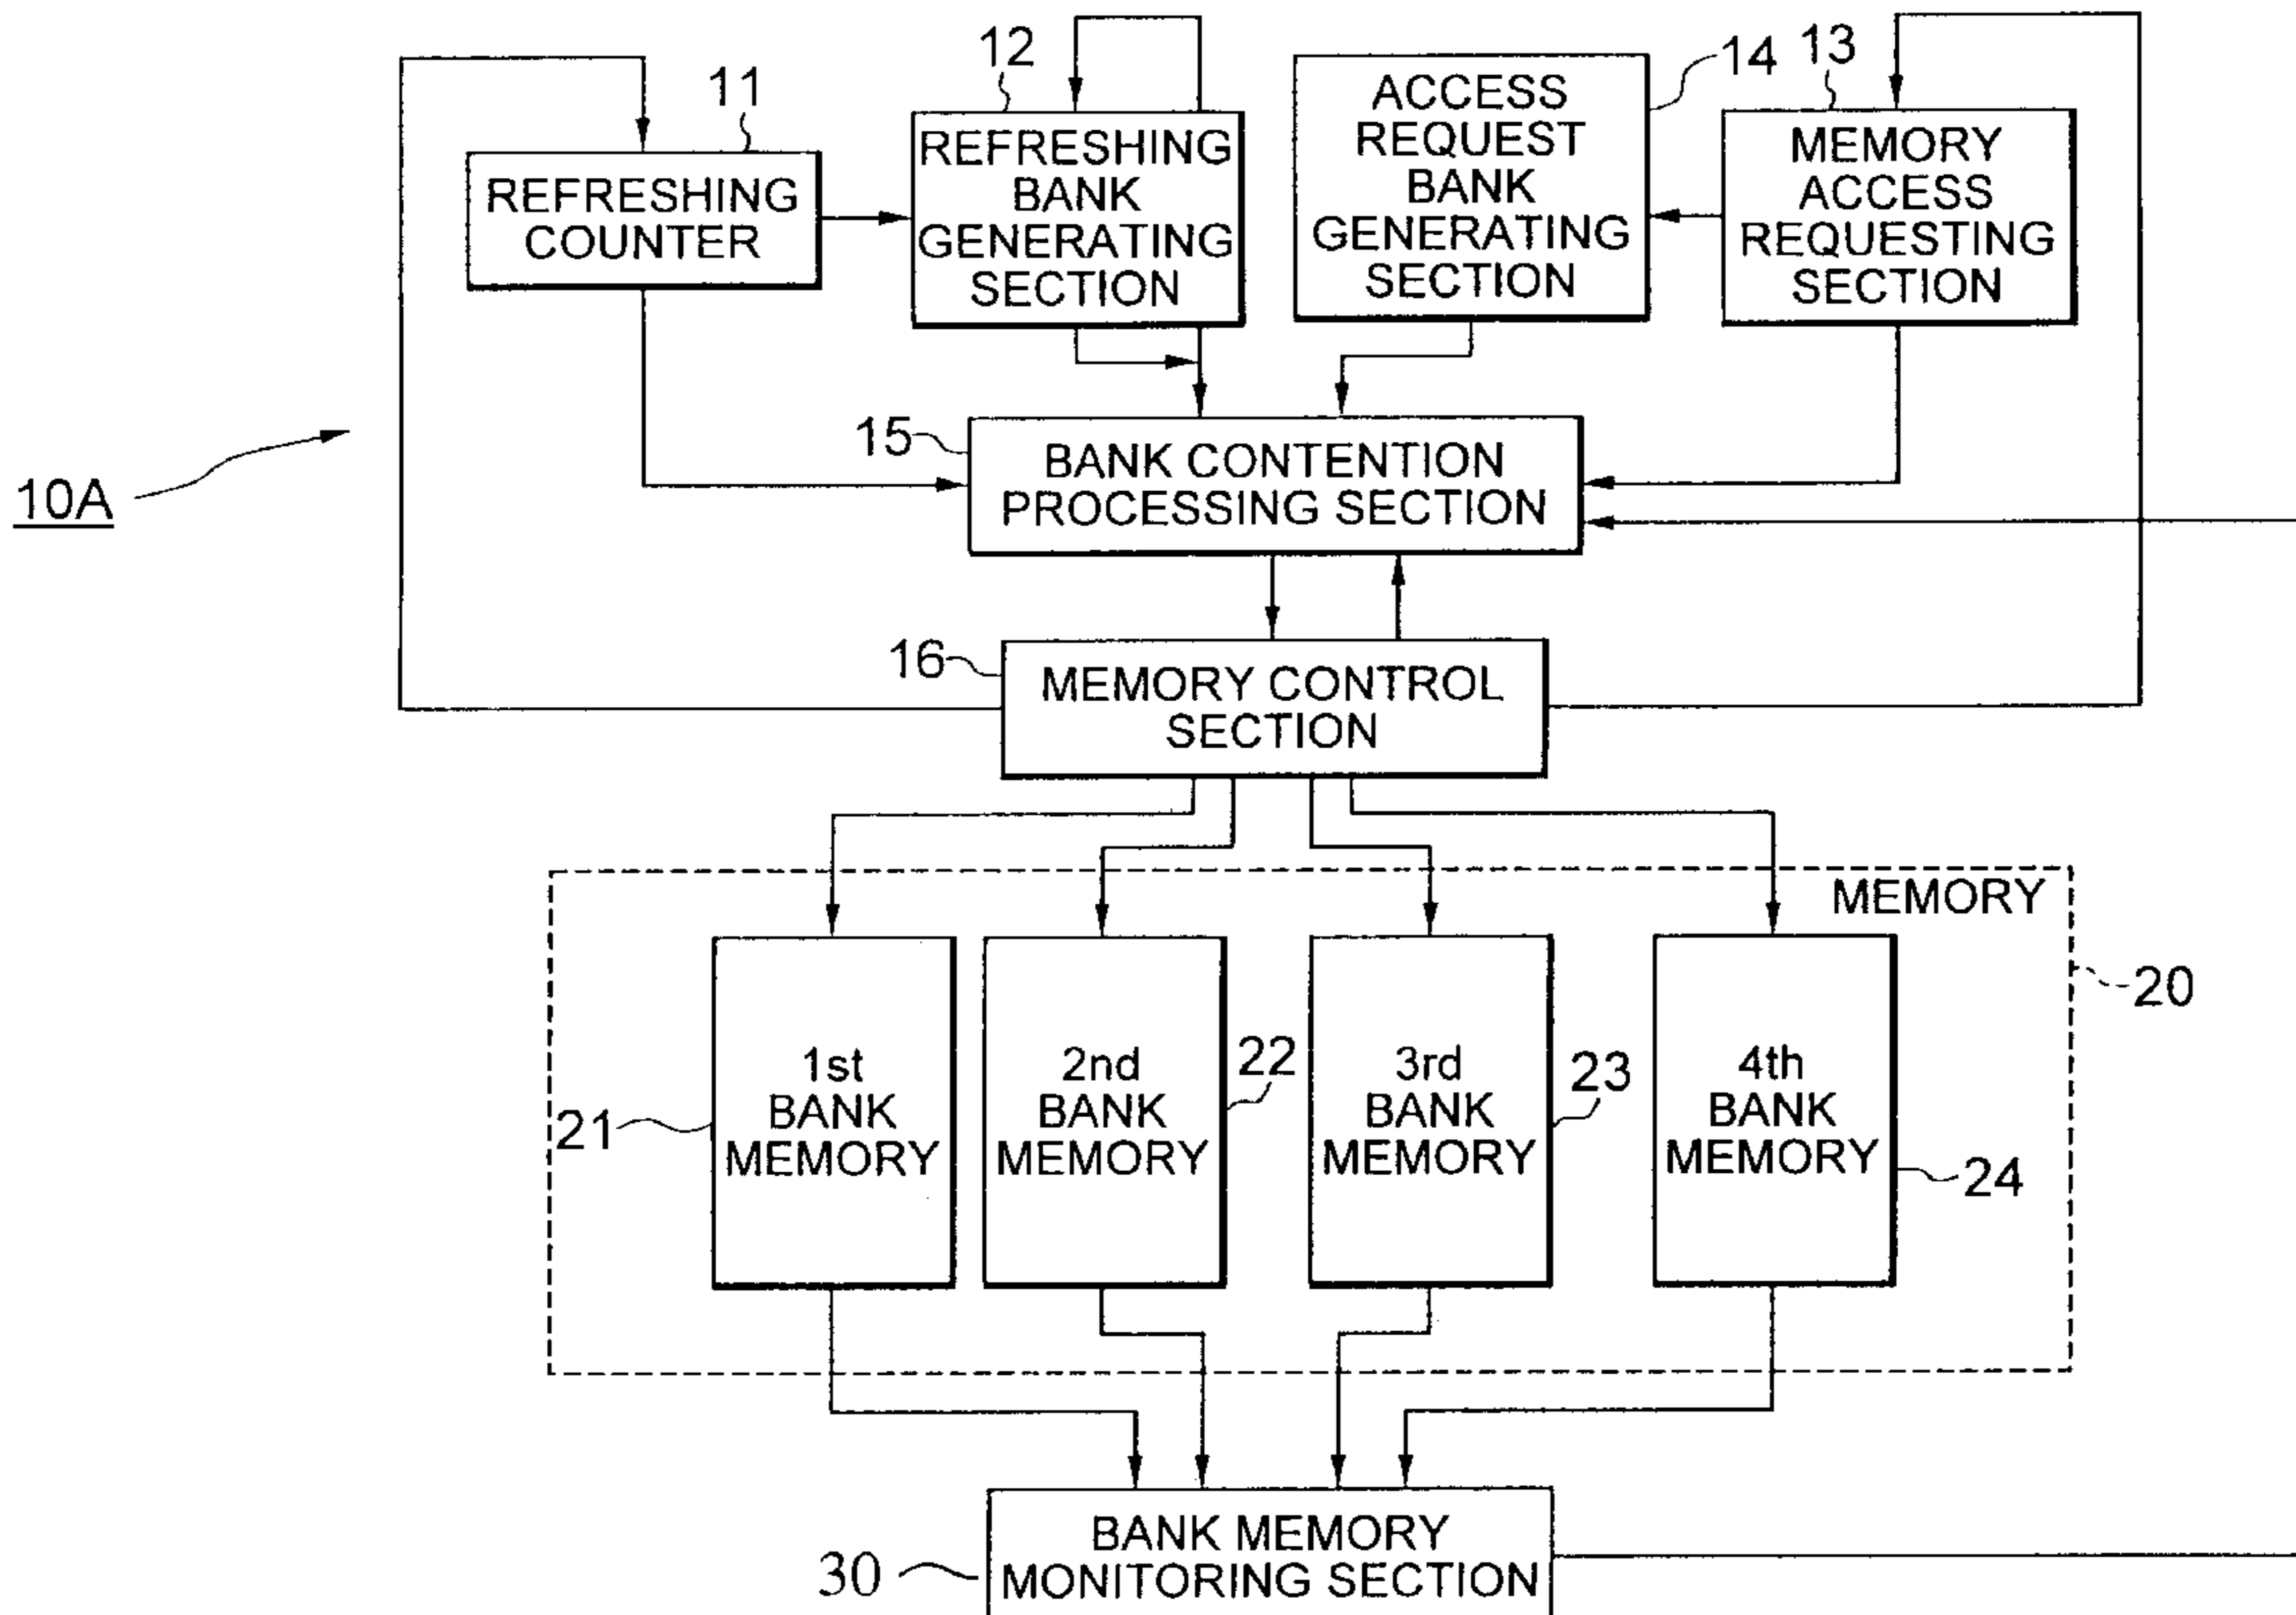 12
14
13
11
REFRESHING
COUNTER
REFRESHING
BANK
GENERATING
SECTION
ACCESS
REQUEST
BANK
GENERATING
SECTION
MEMORY
ACCESS
REQUESTING
SECTION
10A
15
BANK CONTENTION
PROCESSING SECTION
16
MEMORY CONTROL
SECTION
MEMORY
20
21
1st
BANK
MEMORY
2nd
BANK
MEMORY
22
3rd
BANK
MEMORY
23
4th
BANK
MEMORY
24
30
BANK MEMORY
MONITORING SECTION